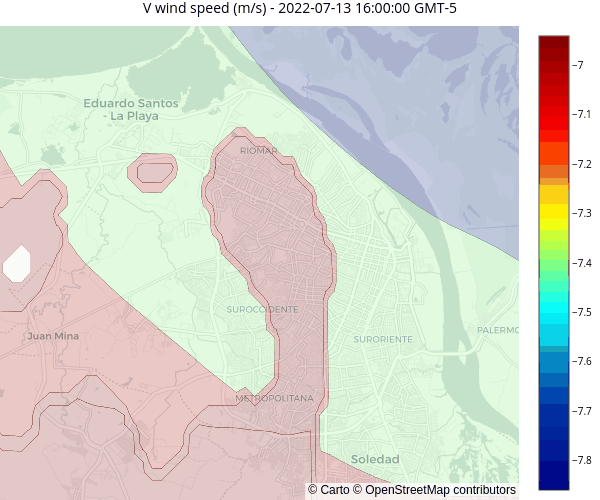 V wind speed (m/s) - 2022-07-13 16:00:00 GMT-5
Eduardo Santos
- La Playa
RIOMAR
SUROCCIDENTE
Juan Mina
SURORIENTE
PALERMO
METROPOLITANA
Soledad
© Carto © OpenStreetMap contributors
−7
−7.1
−7.2
−7.3
−7.4
−7.5
−7.6
−7.7
−7.8